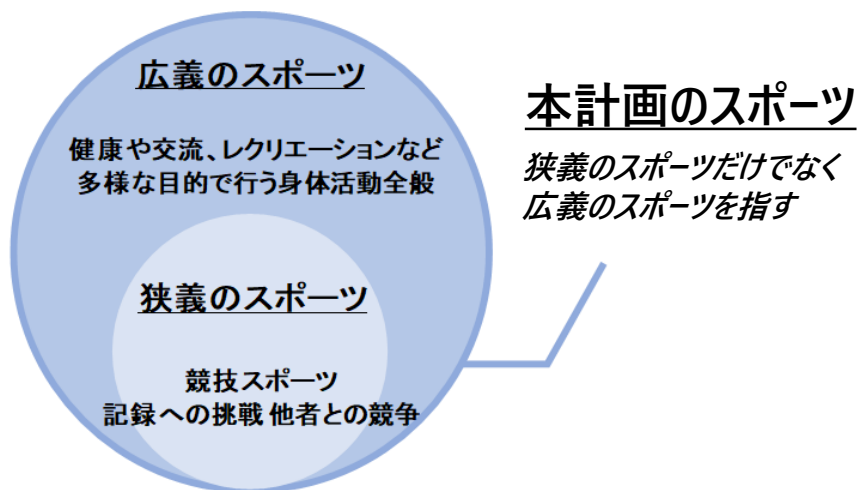 広義のスポーツ
健康や交流、レクリエーションなど
多様な目的で行う身体活動全般
狭義のスポーツ
競技スポーツ
記録への挑戦 他者との競争
本計画のスポーツ
狭義のスポーツだけでなく
広義のスポーツを指す